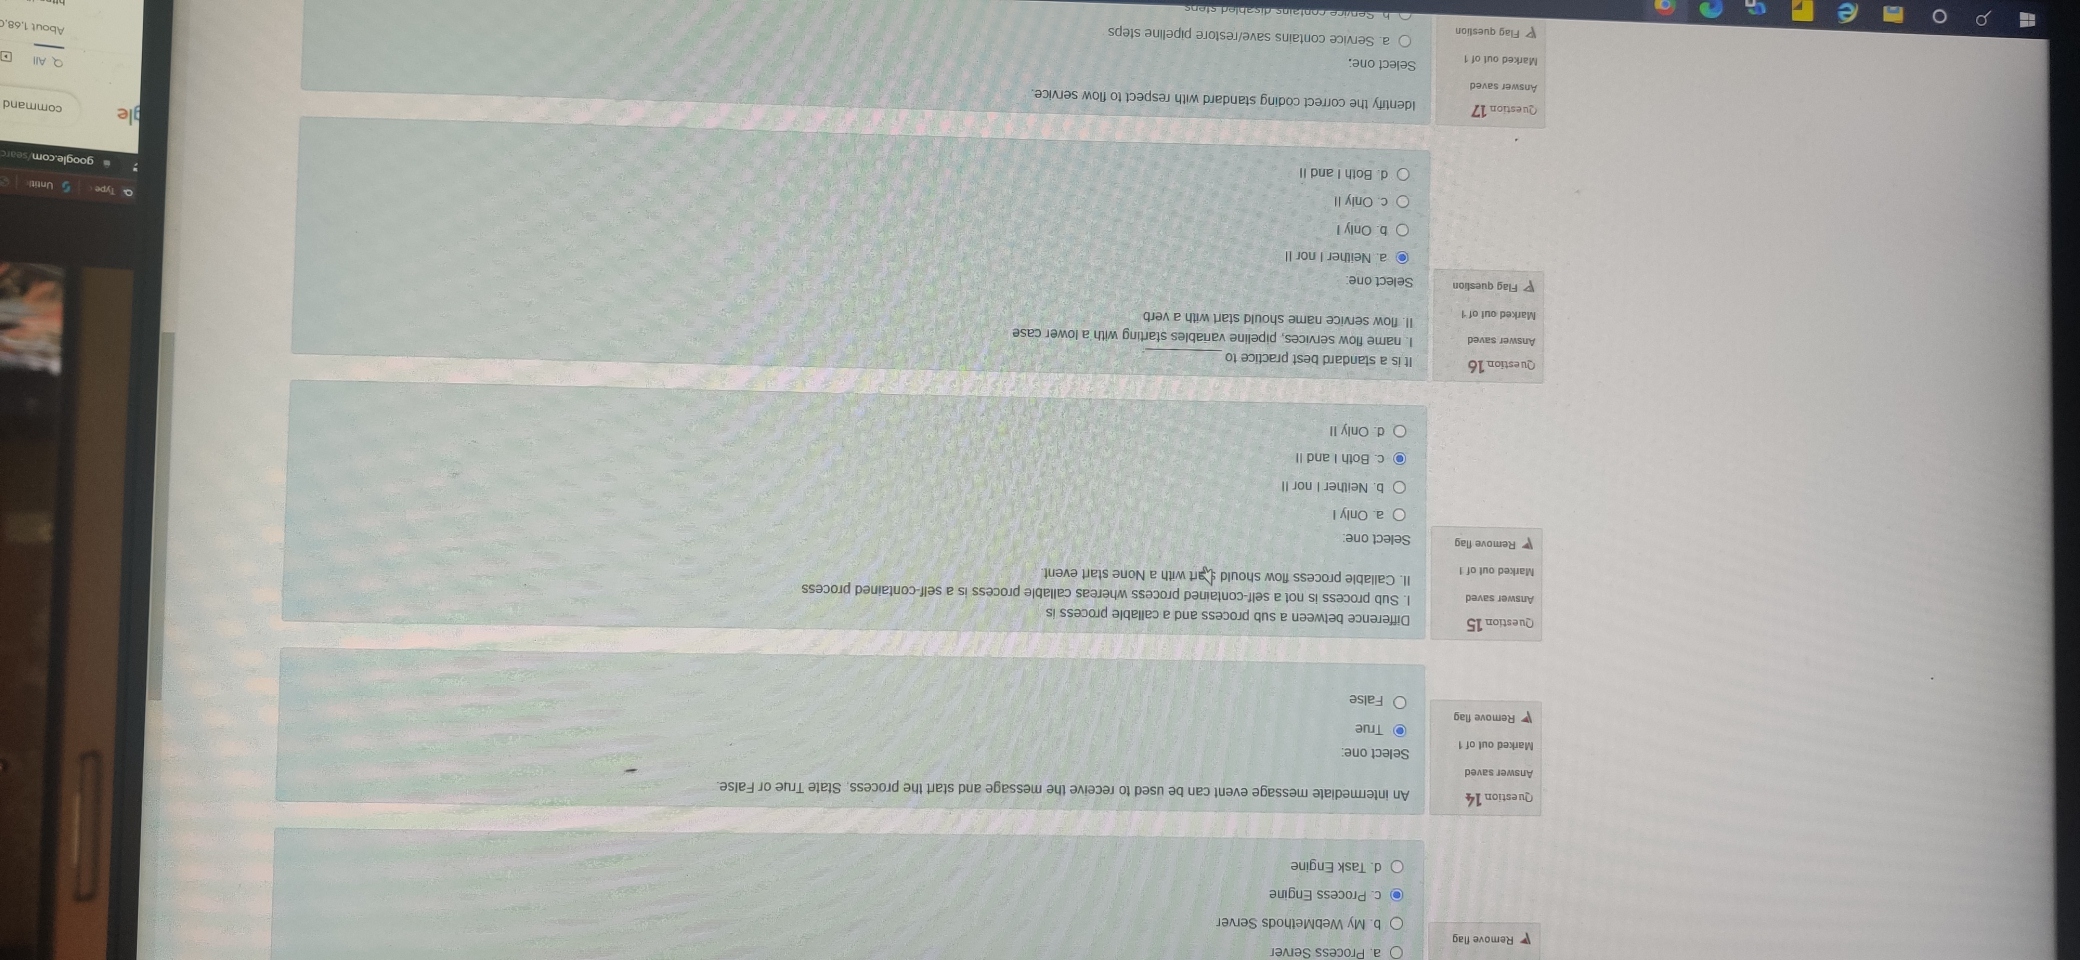 Remove flag
a. Process Server
b. My WebMethods Server
c. Process Engine
d. Task Engine
Question 14
Answer saved
Marked out of 1
Remove flag
An intermediate message event can be used to receive the message and start the process. State True or False.
Select one:
True
False
Question 15
Answer saved
Marked out of 1
Remove flag
Difference between a sub process and a callable process is
I. Sub process is not a self-contained process whereas callable process is a self-contained process
II. Callable process flow should start with a None start event.
Select one:
a. Only I
b. Neither I nor II
c. Both I and II
d. Only II
Question 16
Answer saved
Marked out of 1
Flag question
It is a standard best practice to __________.
I. name flow services, pipeline variables starting with a lower case
II. flow service name should start with a verb
Select one:
a. Neither I nor II
b. Only I
c. Only II
d. Both I and II
Question 17
Answer saved
Marked out of 1
Flag question
Identify the correct coding standard with respect to flow service.
Select one:
a. Service contains save/restore pipeline steps
b. Service contains disabled steps
Type
Untitl
google.com/searc
gle
command
All
About 1,68,0